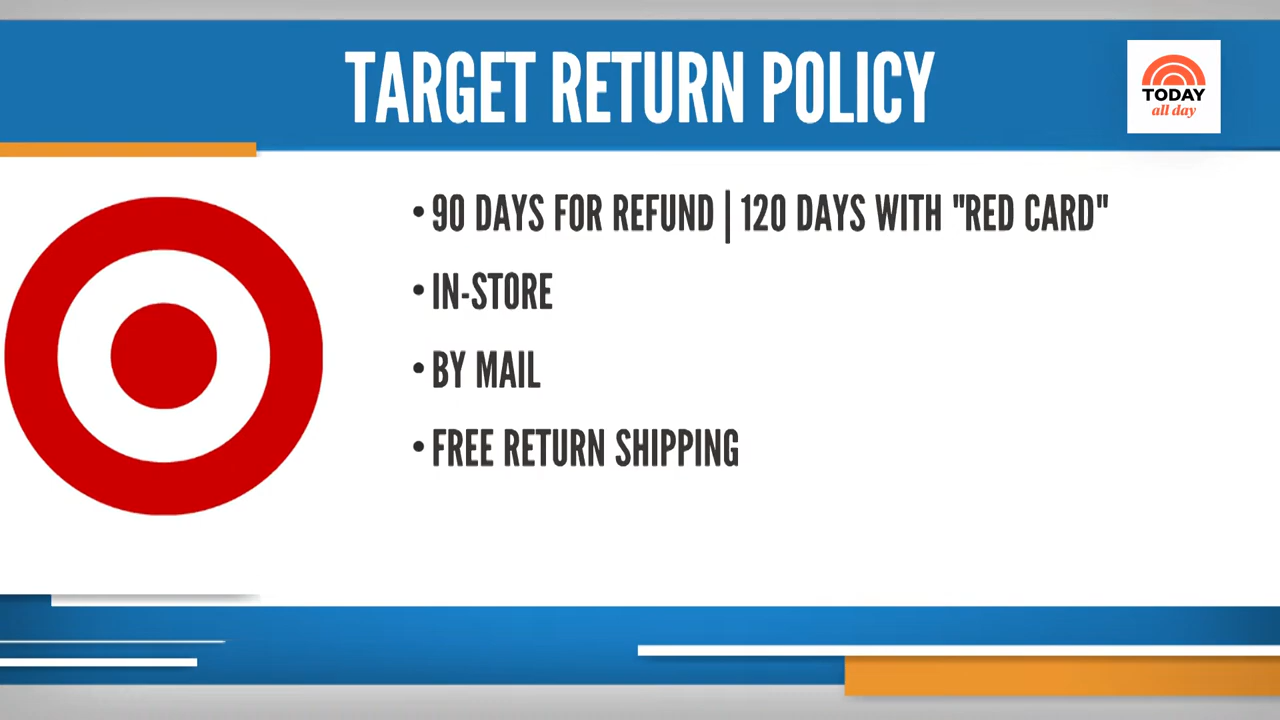 TARGET RETURN POLICY
TODAY
all day
• 90 DAYS FOR REFUND | 120 DAYS WITH "RED CARD"
• IN-STORE
• BY MAIL
• FREE RETURN SHIPPING